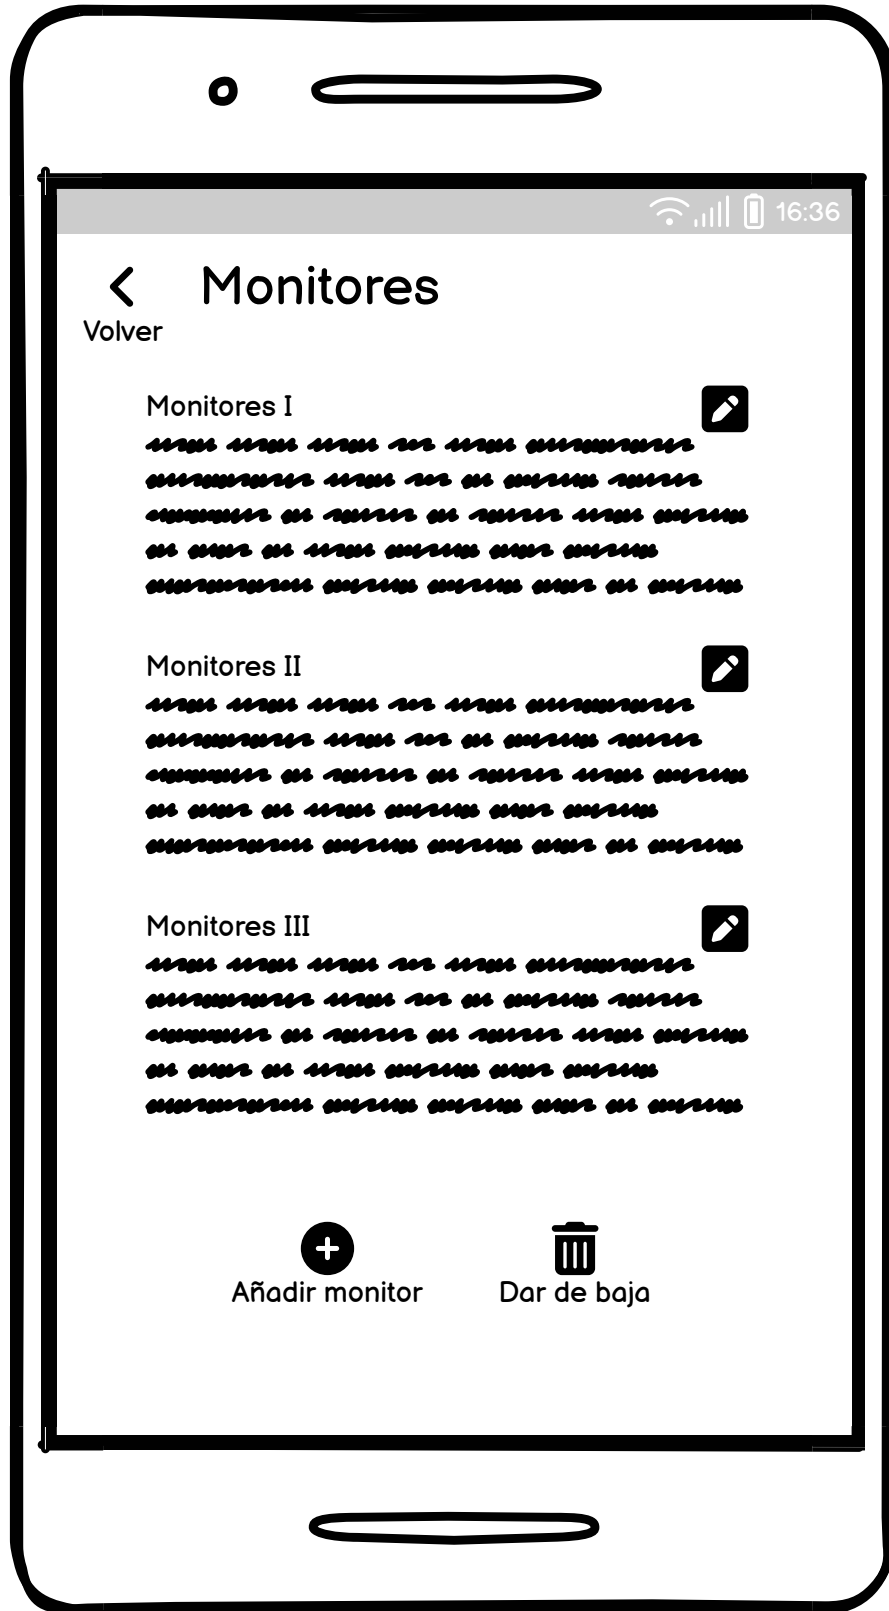 16:36
Monitores
Volver
Monitores I
Monitores II
Monitores III
Añadir monitor
Dar de baja